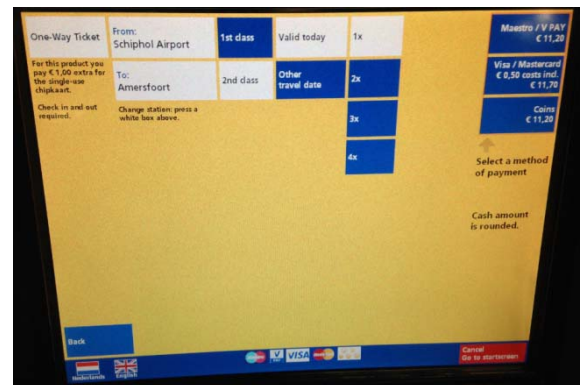 One-Way Ticket
From:
Schiphol Airport
1st class
Valid today
1x
Maestro / V PAY
€ 11,20
For this product you
pay € 1,00 extra for
the single-use
chipkaart.
Check in and out
required.
To:
Amersfoort
2nd class
Other
travel date
2x
Visa / Mastercard
€ 0,50 costs incl.
€ 11,70
Change station: press a
white box above.
3x
Coins
€ 11,20
4x
Select a method
of payment
Cash amount
is rounded.
Back
Nederlands
English
V
PAY
VISA
Cancel
Go to startscreen